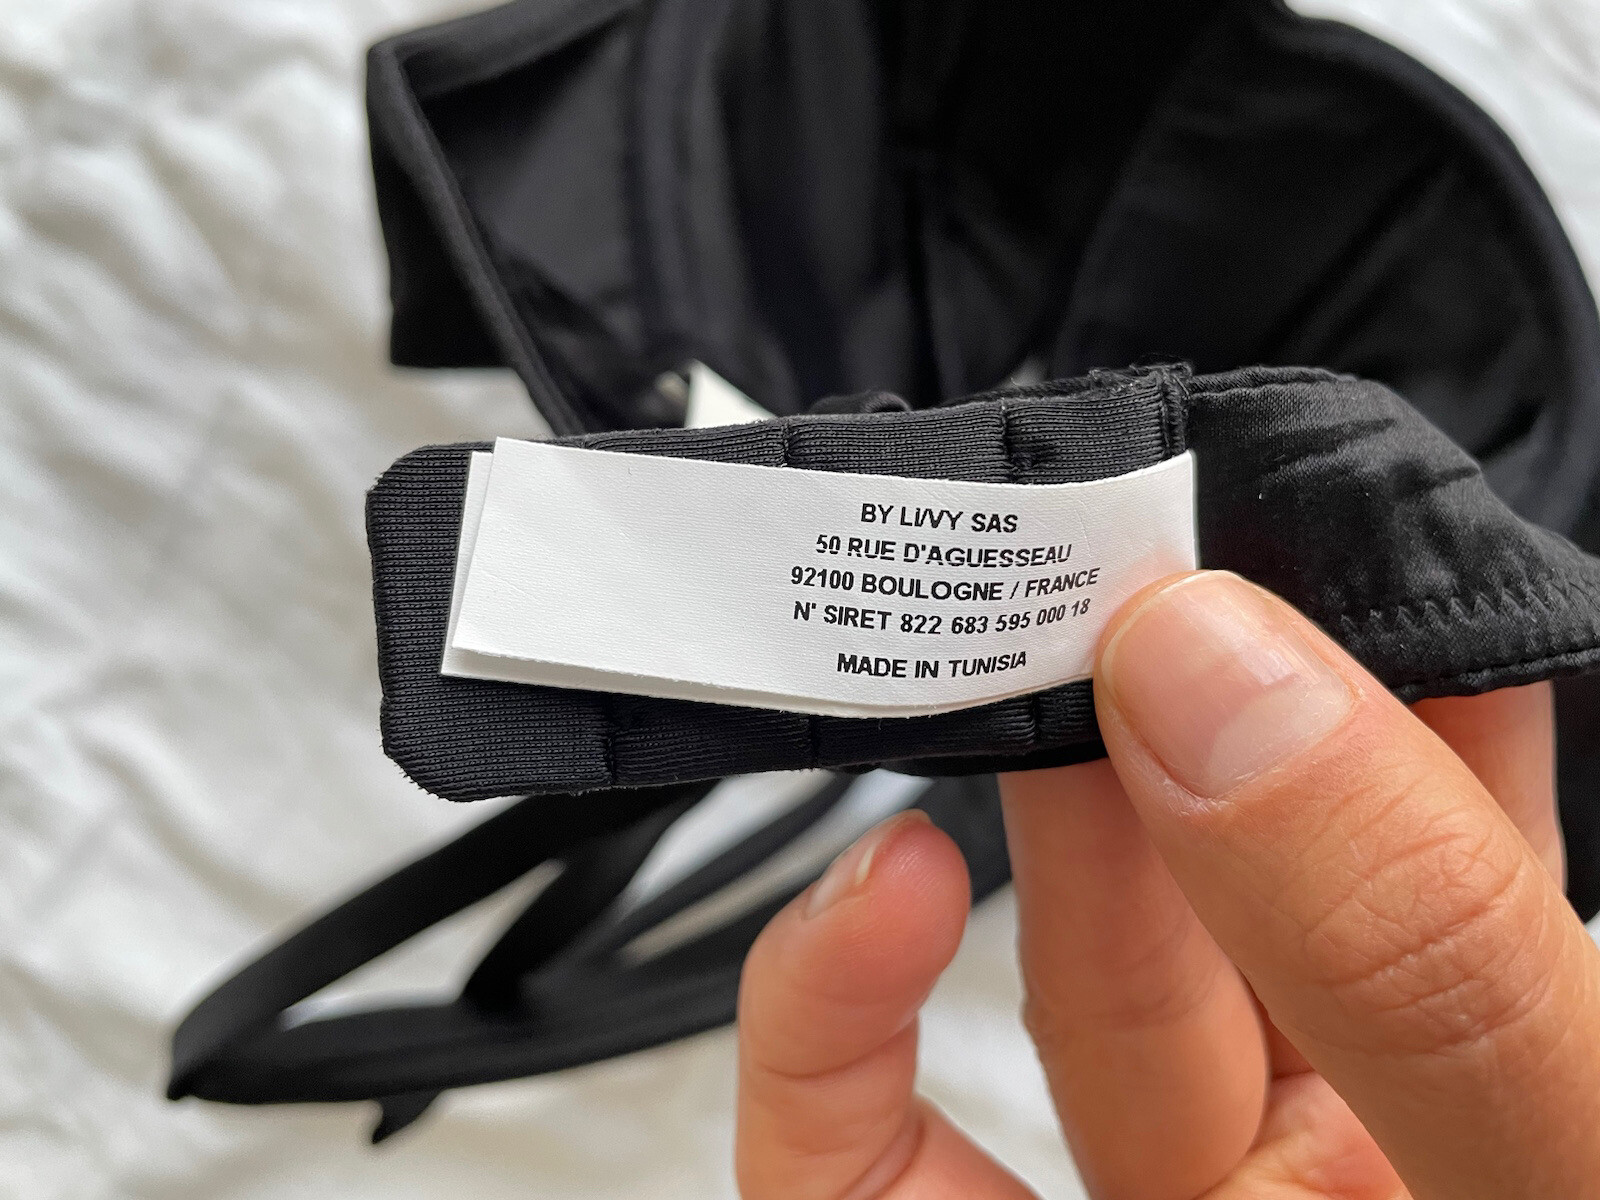 BY LI/VY SAS
50 RUE D'AGUESSEAU
92100 BOULOGNE / FRANCE
N' SIRET 822 683 595 000 18
MADE IN TUNISIA